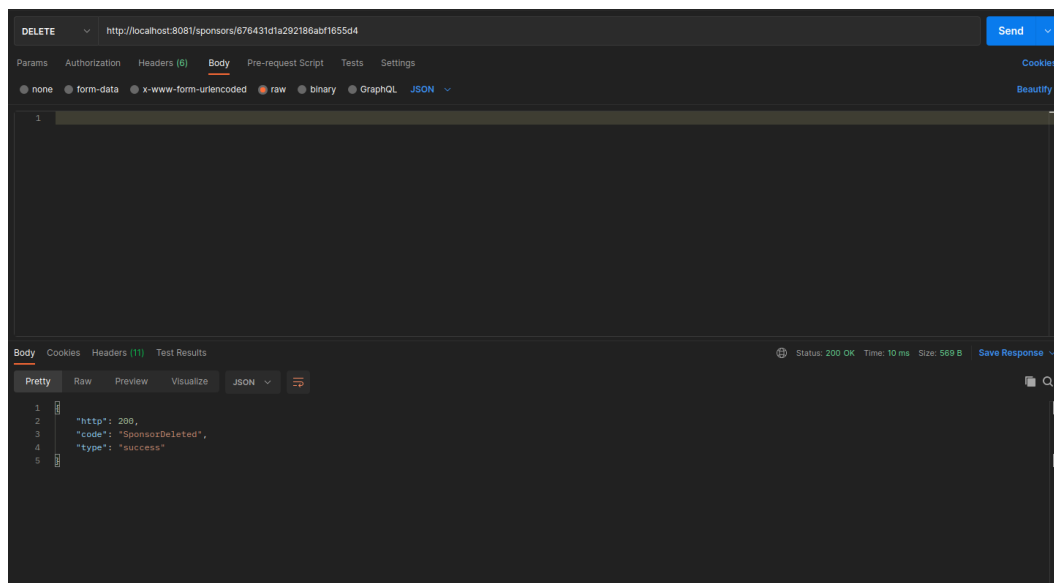 DELETE http://localhost:8081/sponsors/676431d1a292186abf1655d4 Send
Params Authorization Headers (6) Body Pre-request Script Tests Settings Cookies
none form-data x-www-form-urlencoded raw binary GraphQL JSON Beautify
1
Body Cookies Headers (11) Test Results Status: 200 OK Time: 10 ms Size: 569 B Save Response
Pretty Raw Preview Visualize JSON
1 {
2 "http": 200,
3 "code": "SponsorDeleted",
4 "type": "success"
5 }